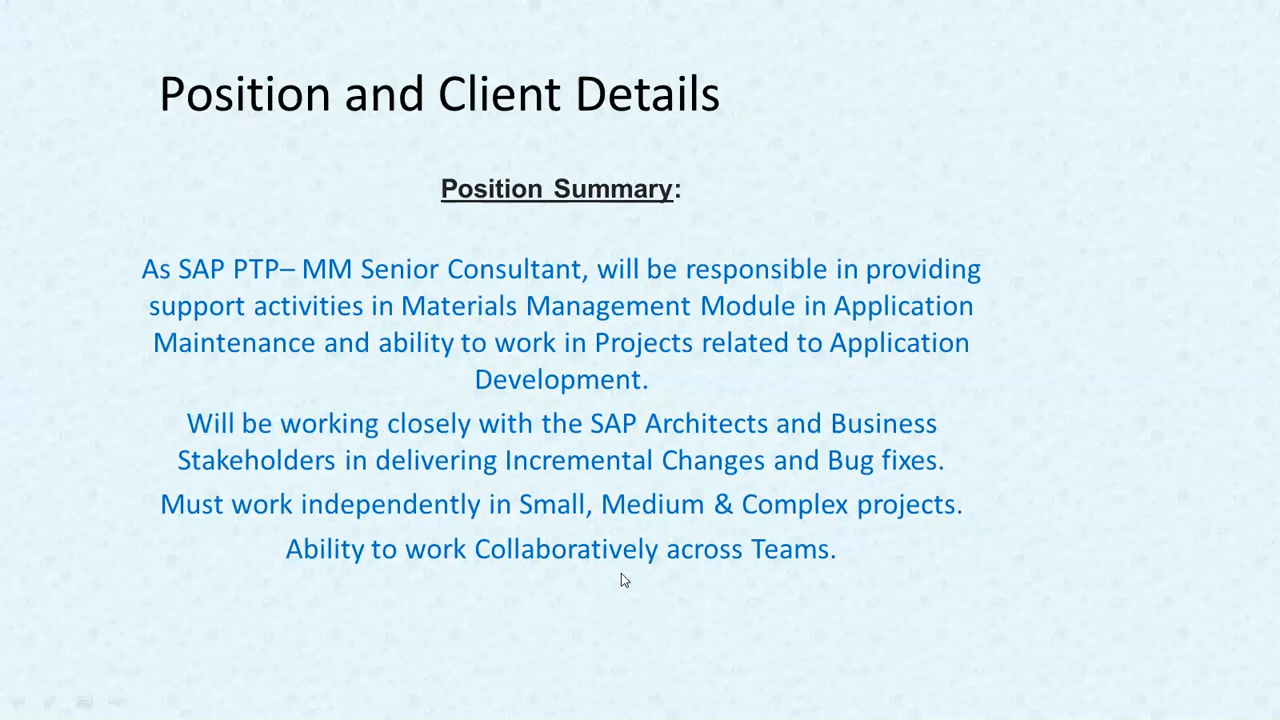 Position and Client Details
Position Summary:
As SAP PTP– MM Senior Consultant, will be responsible in providing
support activities in Materials Management Module in Application
Maintenance and ability to work in Projects related to Application
Development.
Will be working closely with the SAP Architects and Business
Stakeholders in delivering Incremental Changes and Bug fixes.
Must work independently in Small, Medium & Complex projects.
Ability to work Collaboratively across Teams.